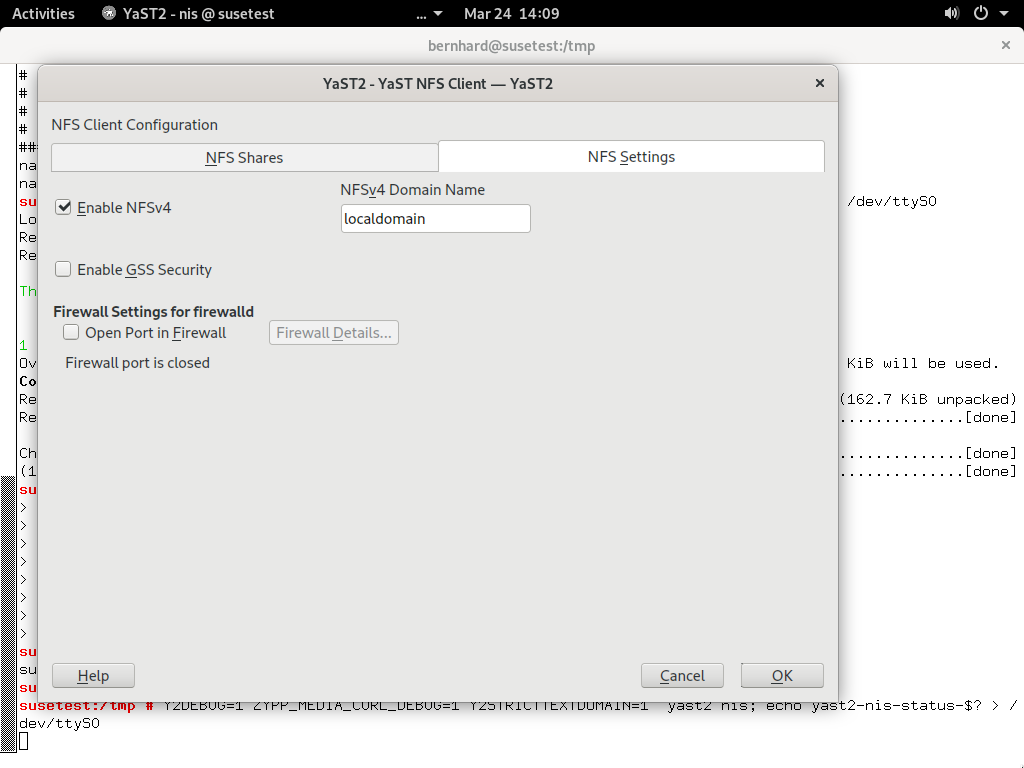 Activities YaST2 - nis @ susetest ... Mar 24 14:09
bernhard@susetest:/tmp
YaST2 - YaST NFS Client — YaST2
NFS Client Configuration
NFS Shares NFS Settings
Enable NFSv4
NFSv4 Domain Name
localdomain
Enable GSS Security
Firewall Settings for firewalld
Open Port in Firewall Firewall Details...
Firewall port is closed
Help Cancel OK
#
#
#
#
##
na
na
su /dev/ttyS0
Lo
Re
Re
Th
1
Ov KiB will be used.
Co
Re (162.7 KiB unpacked)
Re ..............[done]
Ch ..............[done]
(1 ..............[done]
su
>
>
>
>
>
>
>
>
su
su
su
susetest:/tmp # Y2DEBUG=1 ZYPP_MEDIA_CURL_DEBUG=1 Y2STRICTTEXTDOMAIN=1 yast2 nis; echo yast2-nis-status-$? > /
dev/ttyS0